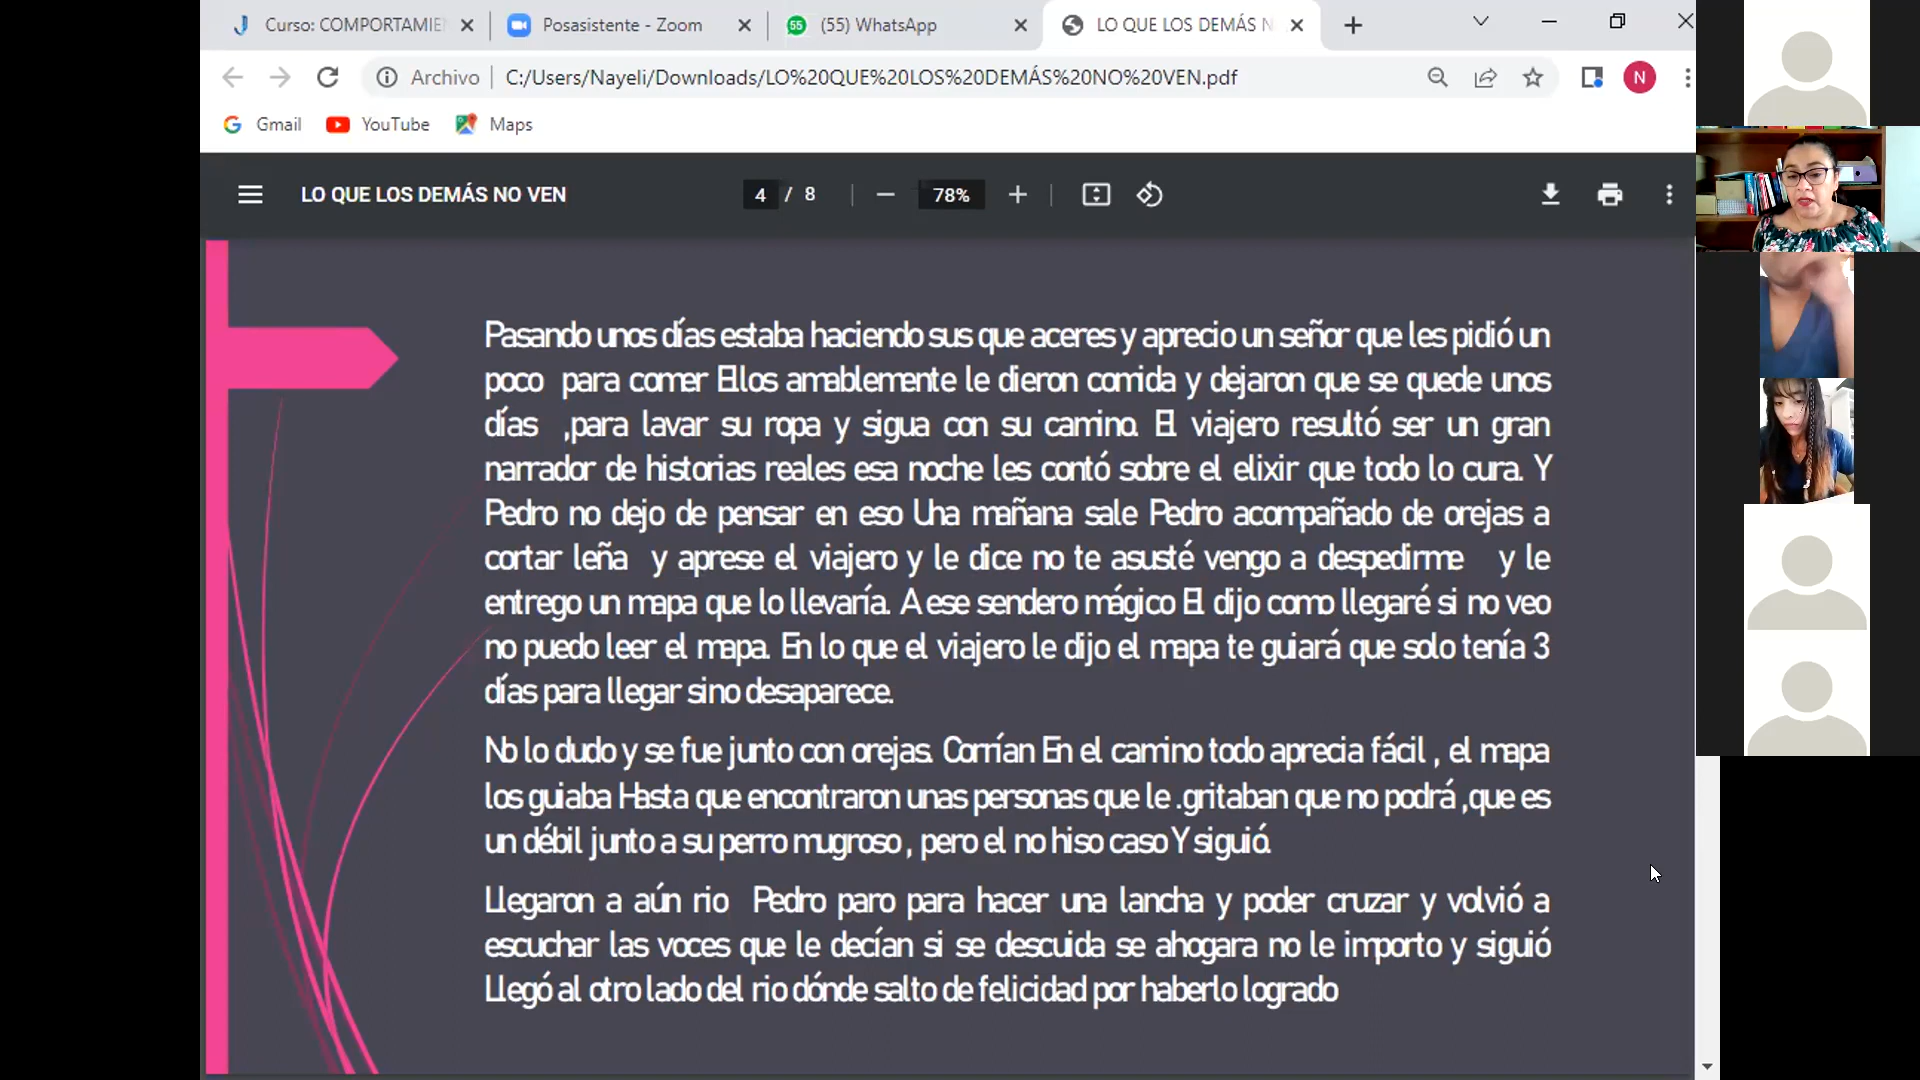 Curso: COMPORTAMIE
Posasistente - Zoom
(55) WhatsApp
LO QUE LOS DEMÁS N
Archivo
C:/Users/Nayeli/Downloads/LO%20QUE%20LOS%20DEMÁS%20NO%20VEN.pdf
N
Gmail
YouTube
Maps
LO QUE LOS DEMÁS NO VEN
4 / 8
78%
Pasando unos días estaba haciendo sus que aceres y aprecio un señor que les pidió un
poco para comer Ellos amablemente le dieron comida y dejaron que se quede unos
días ,para lavar su ropa y sigua con su camino. El viajero resultó ser un gran
narrador de historias reales esa noche les contó sobre el elixir que todo lo cura. Y
Pedro no dejo de pensar en eso Una mañana sale Pedro acompañado de orejas a
cortar leña y aprese el viajero y le dice no te asusté vengo a despedirme y le
entrego un mapa que lo llevaría. A ese sendero mágico El dijo como llegaré si no veo
no puedo leer el mapa. En lo que el viajero le dijo el mapa te guiará que solo tenía 3
días para llegar sino desaparece.
No lo dudo y se fue junto con orejas. Corrían En el camino todo aprecia fácil , el mapa
los guiaba Hasta que encontraron unas personas que le .gritaban que no podrá ,que es
un débil junto a su perro mugroso , pero el no hiso caso Y siguió.
Llegaron a aún rio Pedro paro para hacer una lancha y poder cruzar y volvió a
escuchar las voces que le decían si se descuida se ahogara no le importo y siguió
Llegó al otro lado del rio dónde salto de felicidad por haberlo logrado